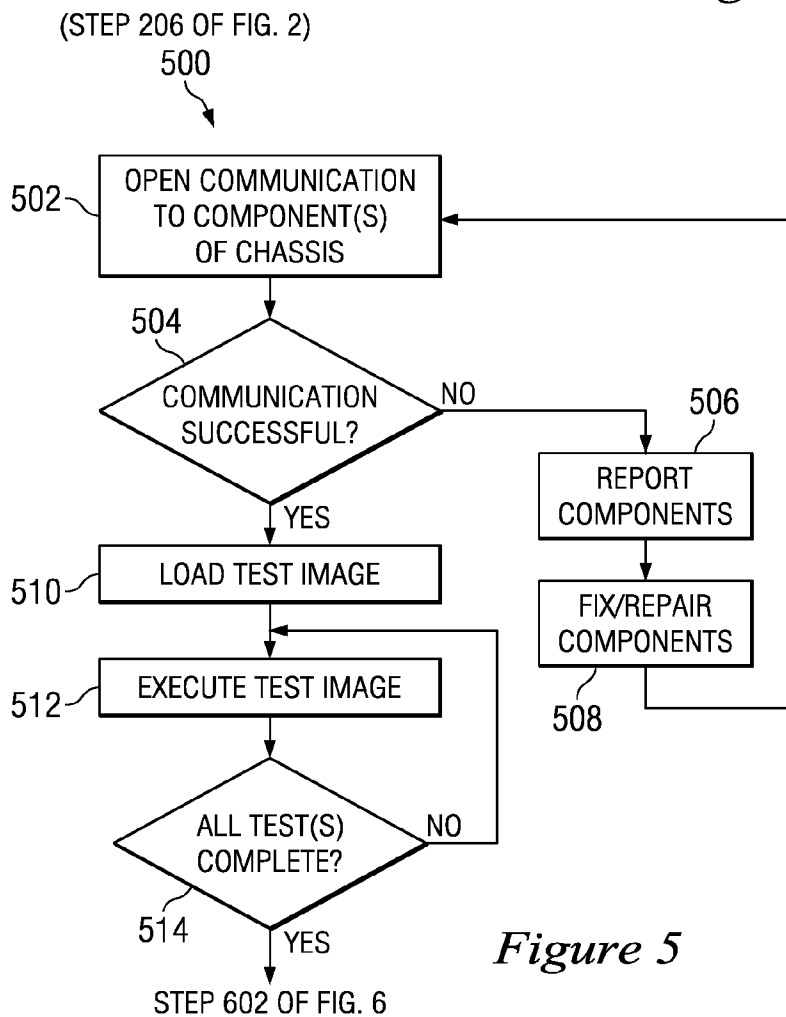 (STEP 206 OF FIG. 2)
500
502
OPEN COMMUNICATION
TO COMPONENT(S)
OF CHASSIS
504
COMMUNICATION
SUCCESSFUL?
NO
YES
506
REPORT
COMPONENTS
FIX/REPAIR
COMPONENTS
508
510
LOAD TEST IMAGE
512
EXECUTE TEST IMAGE
ALL TEST(S)
COMPLETE?
NO
514
YES
STEP 602 OF FIG. 6
Figure 5